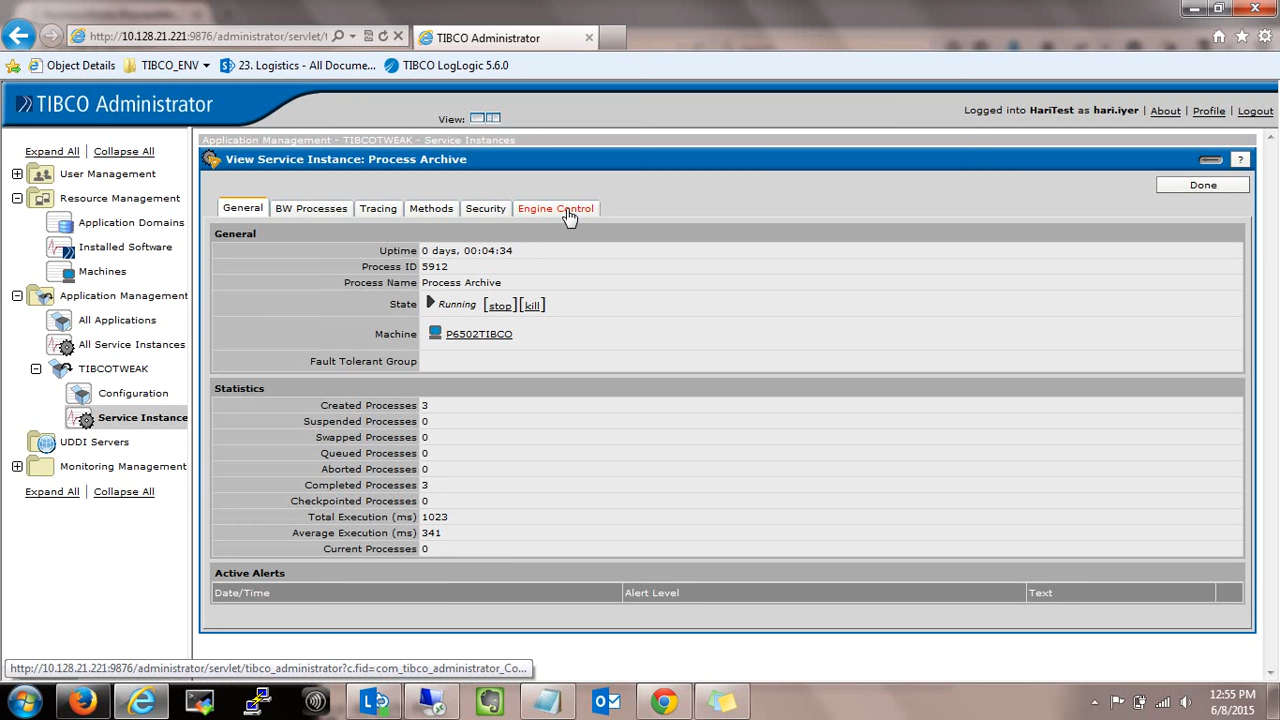 http://10.128.21.221:9876/administrator/servlet/t
TIBCO Administrator
Object Details
TIBCO_ENV
23. Logistics - All Docume...
TIBCO LogLogic 5.6.0
TIBCO Administrator
View:
Logged into HariTest as hari.iyer
About
Profile
Logout
Expand All
Collapse All
User Management
Resource Management
Application Domains
Installed Software
Machines
Application Management
All Applications
All Service Instances
TIBCOTWEAK
Configuration
Service Instance
UDDI Servers
Monitoring Management
Expand All
Collapse All
Application Management - TIBCOTWEAK - Service Instances
View Service Instance: Process Archive
?
Done
General
BW Processes
Tracing
Methods
Security
Engine Control
General
Uptime 0 days, 00:04:34
Process ID 5912
Process Name Process Archive
State Running [stop][kill]
Machine P6502TIBCO
Fault Tolerant Group
Statistics
Created Processes 3
Suspended Processes 0
Swapped Processes 0
Queued Processes 0
Aborted Processes 0
Completed Processes 3
Checkpointed Processes 0
Total Execution (ms) 1023
Average Execution (ms) 341
Current Processes 0
Active Alerts
Date/Time
Alert Level
Text
http://10.128.21.221:9876/administrator/servlet/tibco_administrator?c.fid=com_tibco_administrator_Co...
12:55 PM
6/8/2015